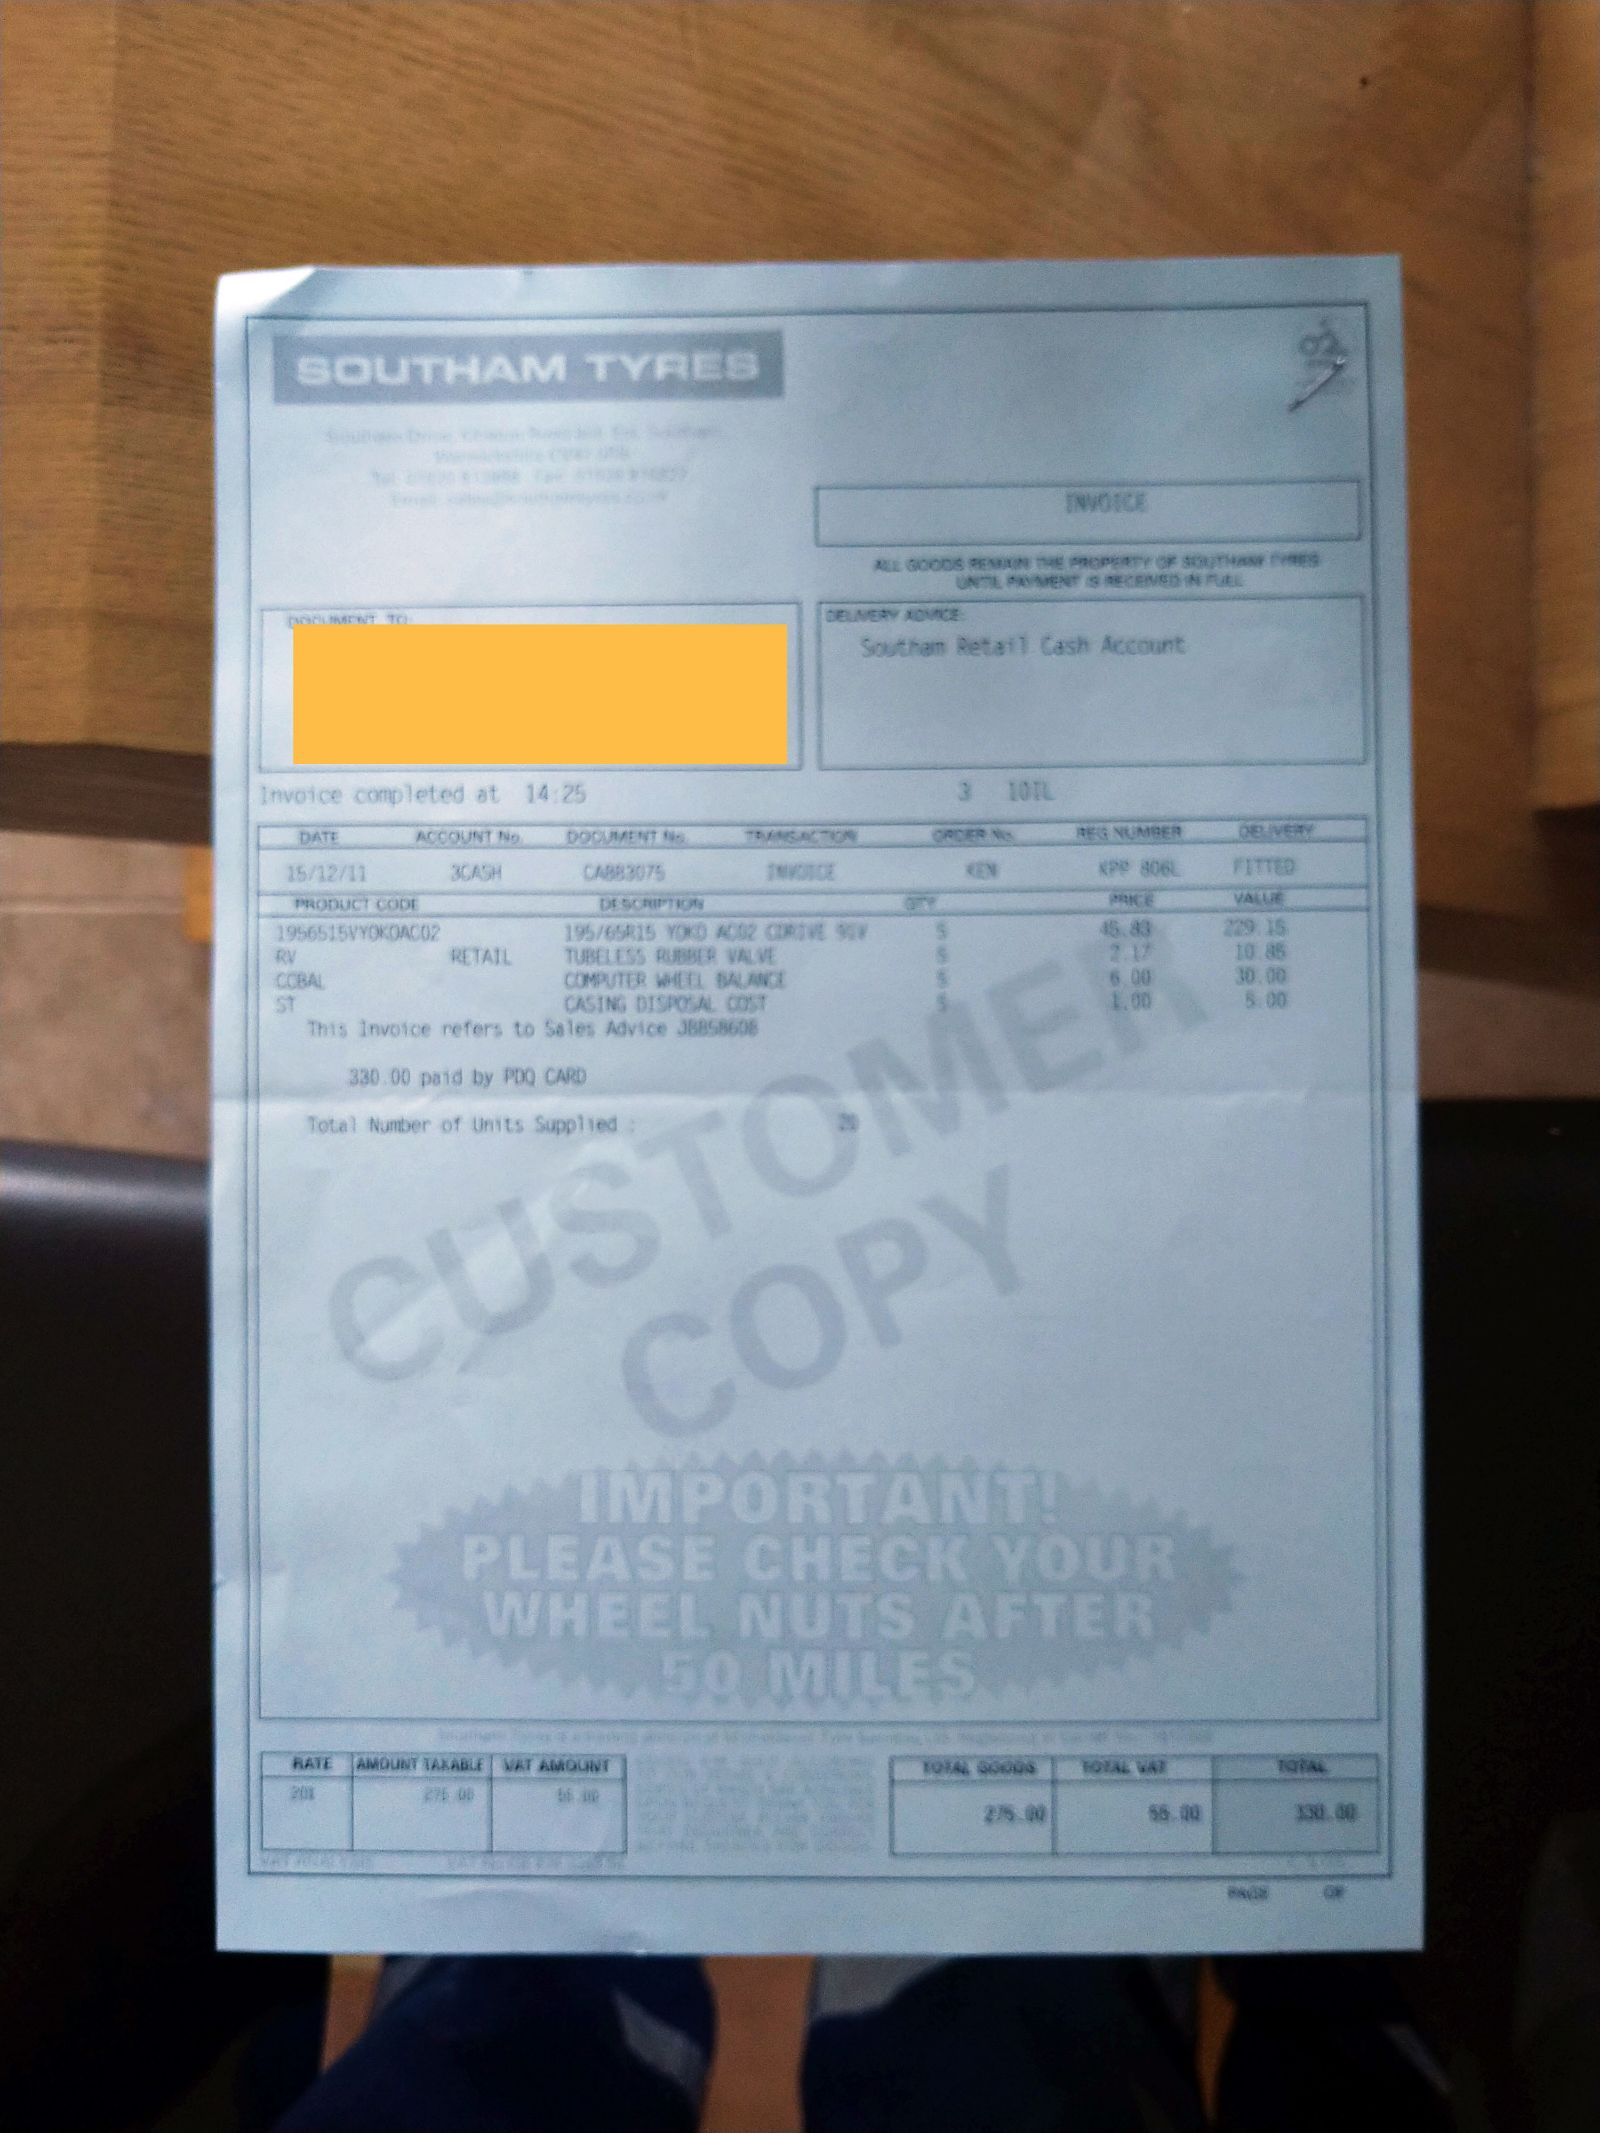 SOUTHAM TYRES
INVOICE
ALL GOODS REMAIN THE PROPERTY OF SOUTHAM TYRES
UNTIL PAYMENT IS RECEIVED IN FULL
DOCUMENT TO:
DELIVERY ADVICE:
Southam Retail Cash Account
Invoice completed at 14:25 3 10TL
DATE ACCOUNT No. DOCUMENT No. TRANSACTION ORDER No. REG NUMBER DELIVERY
15/12/11 3CASH INVOICE KEN KPP 806L FITTED
PRODUCT CODE DESCRIPTION QTY PRICE VALUE
1956515VYOKOAC02 195/65R15 YOKO AC02 CDRIVE 91V 5 45.83 229.15
RV RETAIL TUBELESS RUBBER VALVE 5 2.17 10.85
CCBAL COMPUTER WHEEL BALANCE 5 6.00 30.00
ST CASING DISPOSAL COST 5 1.00 5.00
This Invoice refers to Sales Advice
330.00 paid by PDQ CARD
Total Number of Units Supplied : 20
CUSTOMER
COPY
IMPORTANT!
PLEASE CHECK YOUR
WHEEL NUTS AFTER
50 MILES
RATE AMOUNT TAXABLE VAT AMOUNT TOTAL GOODS TOTAL VAT TOTAL
275.00 55.00 275.00 55.00 330.00
PAGE OF